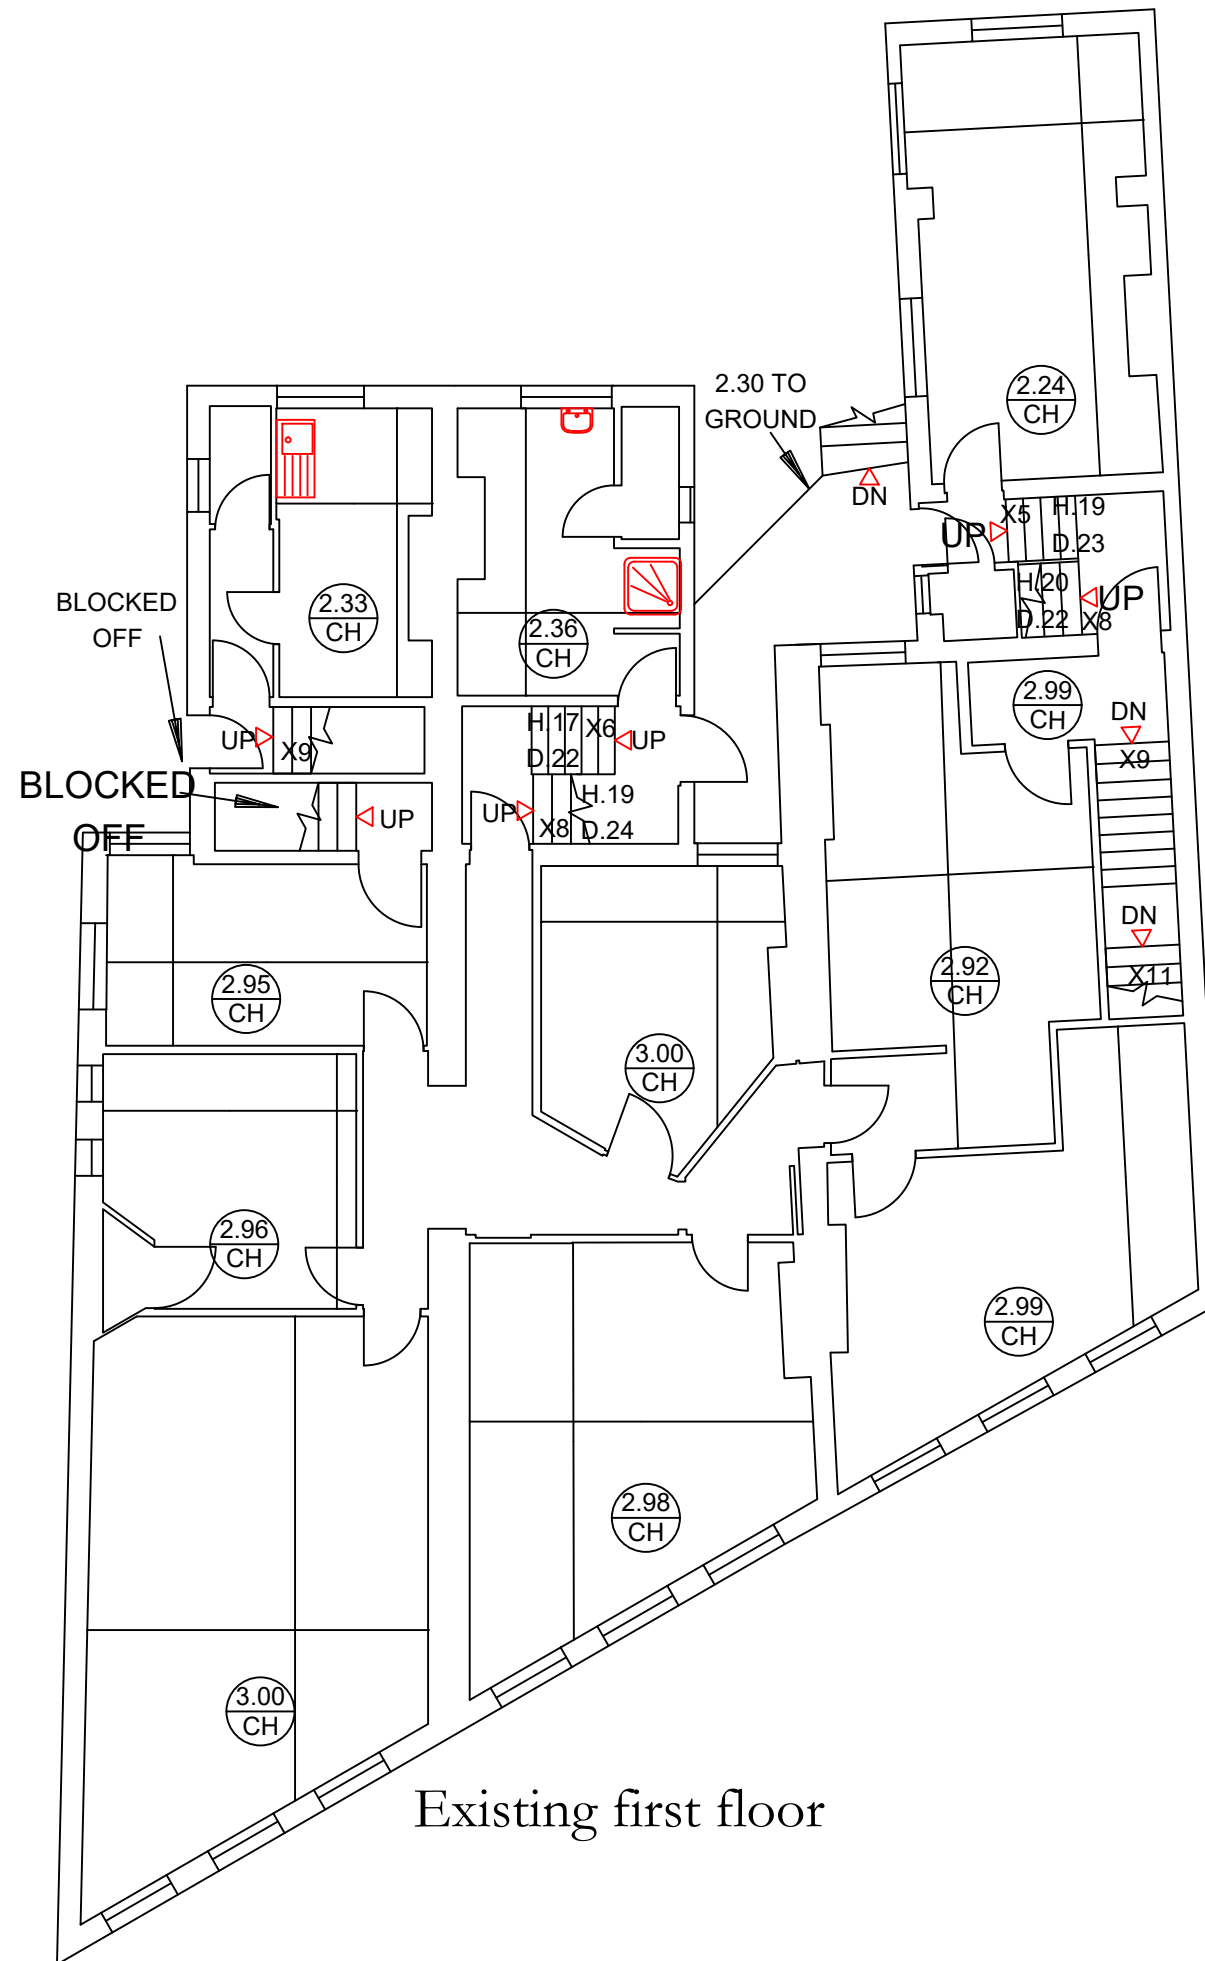 2.24
CH
2.30 TO
GROUND
DN
X5
H.19
UP
D.23
H.20
UP
D.22
X8
2.33
CH
BLOCKED
OFF
2.36
CH
2.99
CH
DN
X9
H.17
X6
UP
D.22
UP
X9
BLOCKED
OFF
UP
UP
X8
H.19
D.24
DN
X11
2.95
CH
2.92
CH
3.00
CH
2.96
CH
2.99
CH
2.98
CH
3.00
CH
Existing first floor